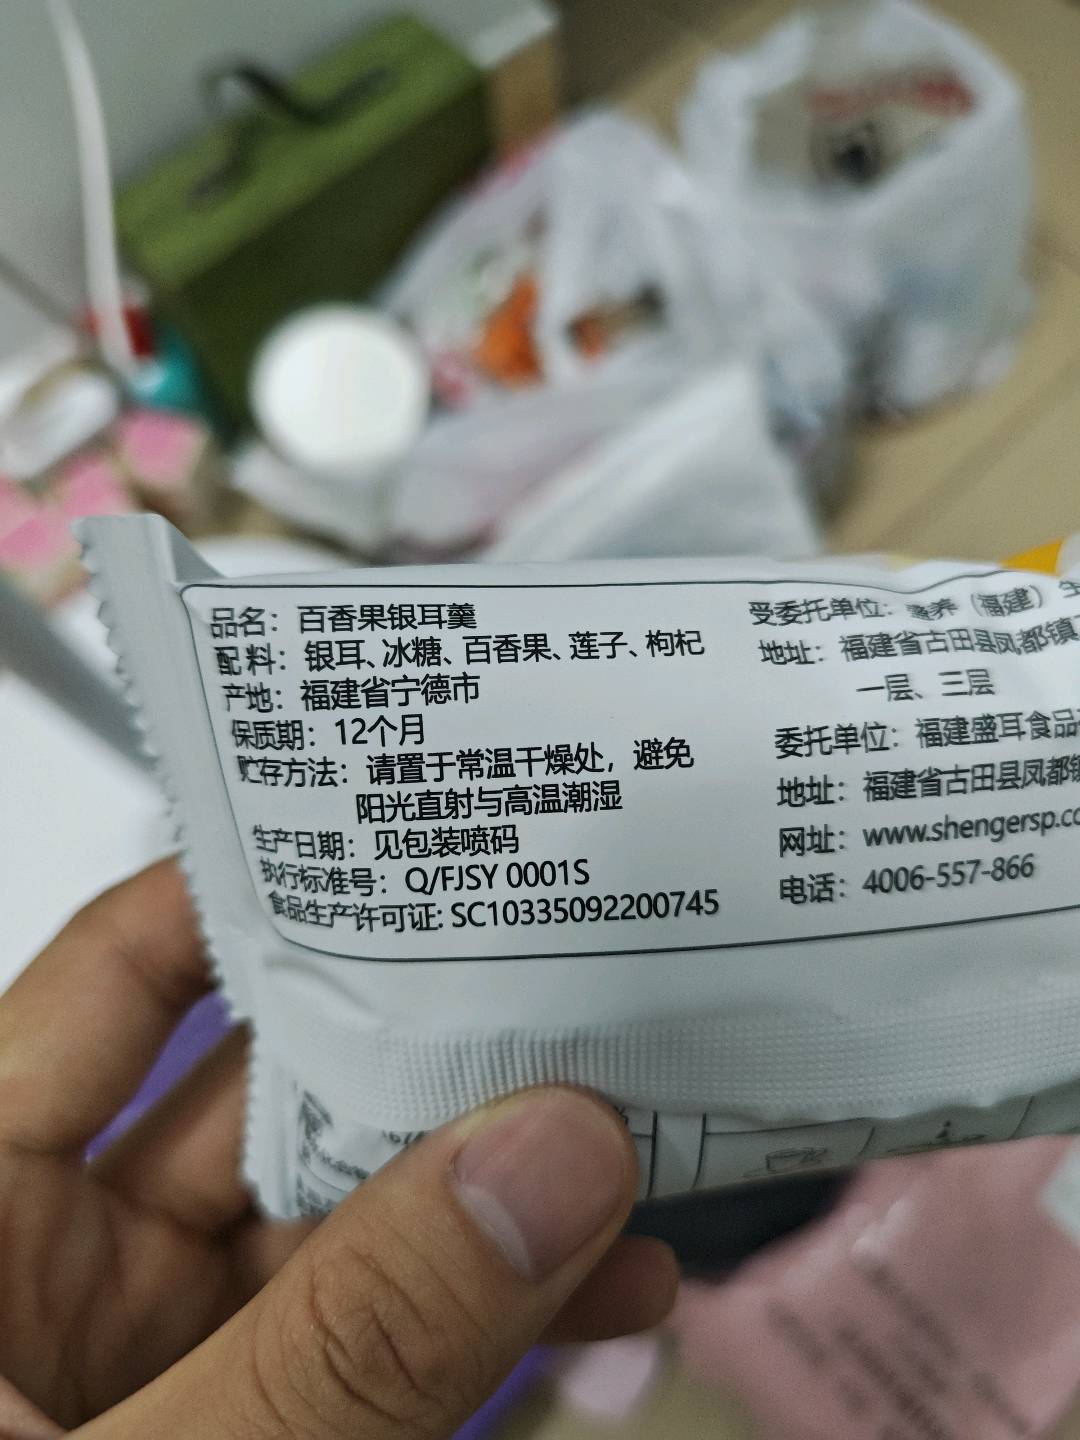 品名：百香果银耳羹
配料：银耳、冰糖、百香果、莲子、枸杞
产地：福建省宁德市
保质期：12个月
贮存方法：请置于常温干燥处，避免
阳光直射与高温潮湿
生产日期：见包装喷码
执行标准号：Q/FJSY 0001S
食品生产许可证: SC10335092200745
受委托单位：养（福建）
地址：福建省古田县凤都镇
一层、三层
委托单位：福建盛耳食品
地址：福建省古田县凤都镇
网址：www.shengersp.co
电话：4006-557-866